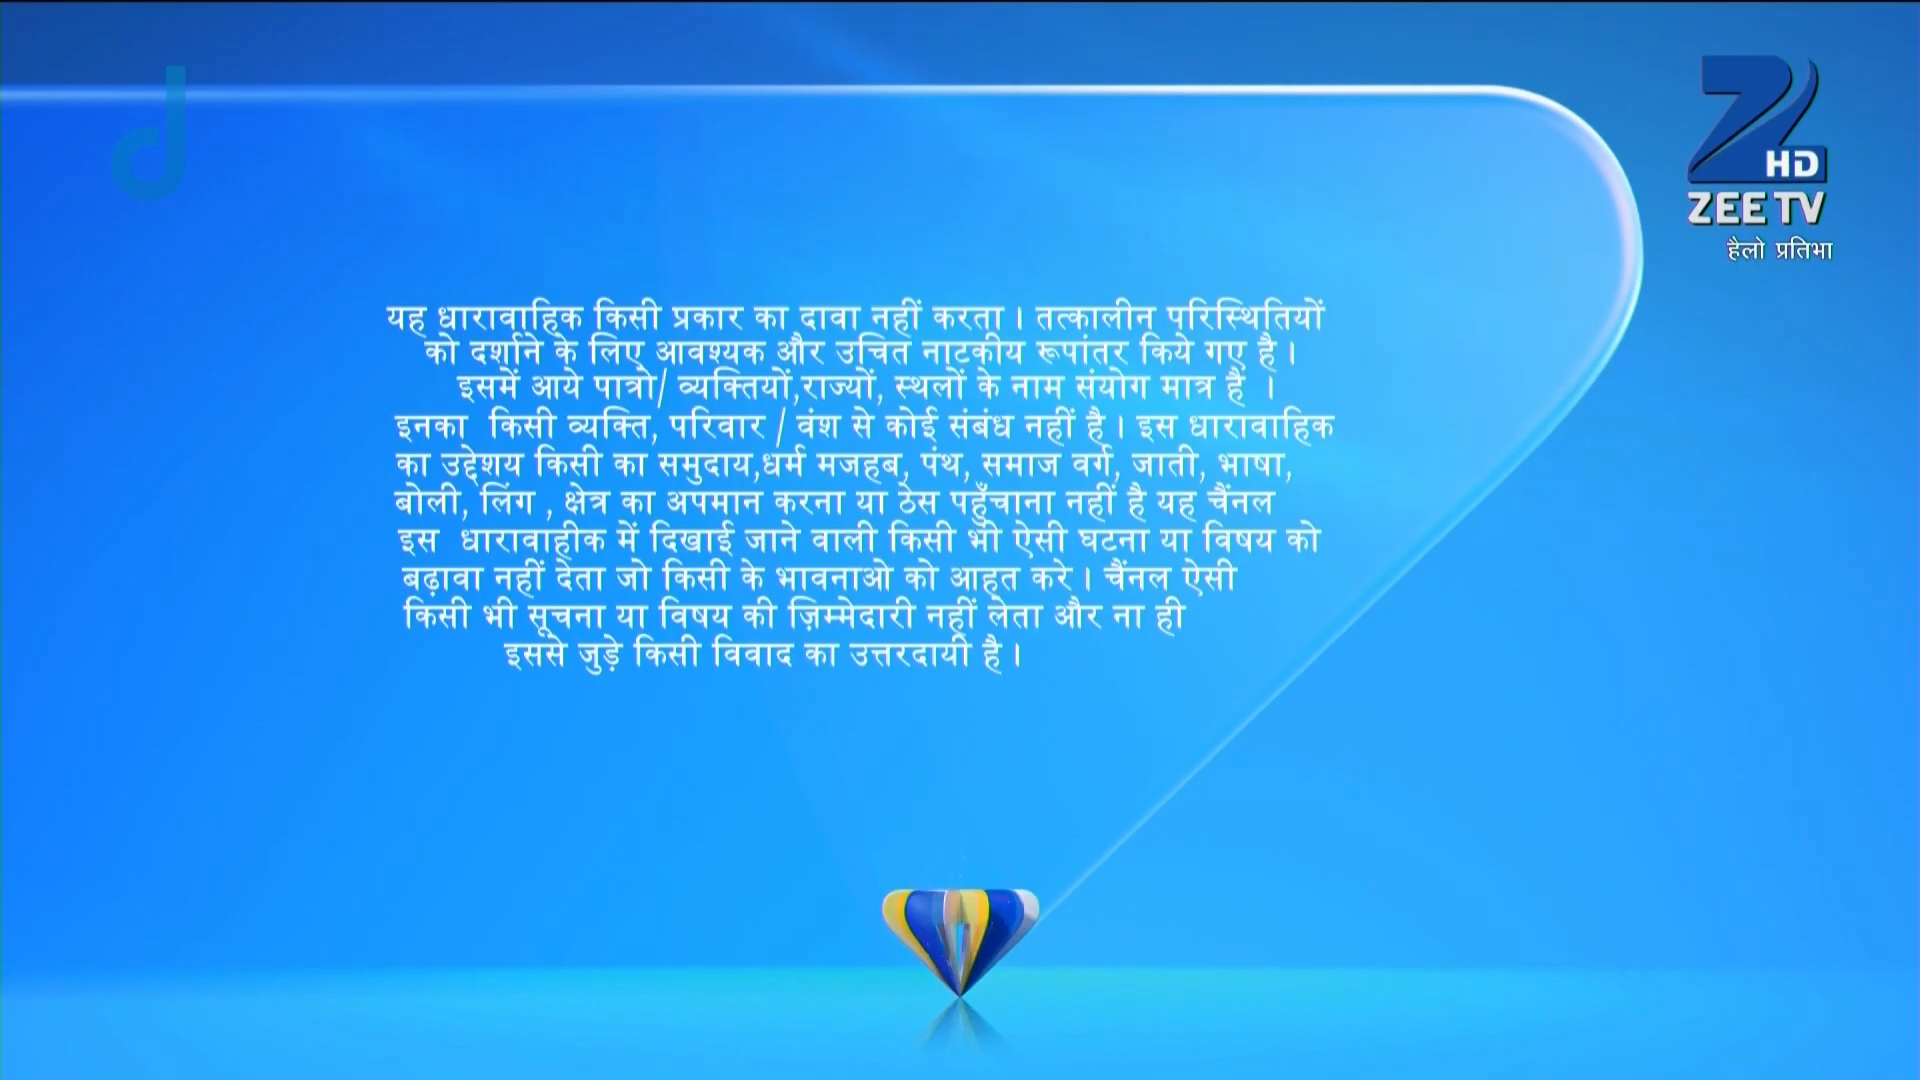 HD
ZEE TV
हैलो प्रतिभा
यह धारावाहिक किसी प्रकार का दावा नहीं करता । तत्कालीन परिस्थितियों
को दर्शाने के लिए आवश्यक और उचित नाटकीय रूपांतर किये गए है ।
इसमें आये पात्रो/ व्यक्तियों,राज्यों, स्थलों के नाम संयोग मात्र हैं ।
इनका किसी व्यक्ति, परिवार / वंश से कोई संबंध नहीं है । इस धारावाहिक
का उद्देशय किसी का समुदाय,धर्म मजहब, पंथ, समाज वर्ग, जाती, भाषा,
बोली, लिंग , क्षेत्र का अपमान करना या ठेस पहुँचाना नहीं है यह चैंनल
इस धारावाहीक में दिखाई जाने वाली किसी भी ऐसी घटना या विषय को
बढ़ावा नहीं देता जो किसी के भावनाओ को आहत करे । चैंनल ऐसी
किसी भी सूचना या विषय की ज़िम्मेदारी नहीं लेता और ना ही
इससे जुड़े किसी विवाद का उत्तरदायी है ।